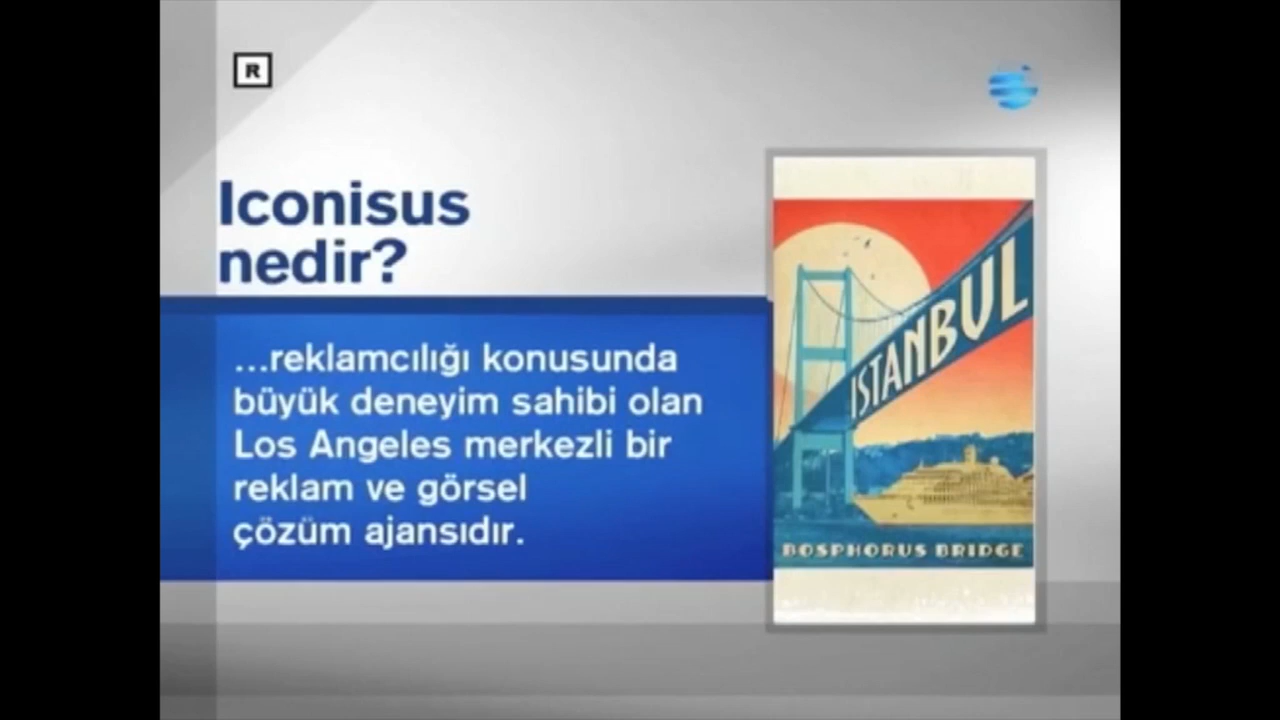 R
Iconisus
nedir?
...reklamcılığı konusunda
büyük deneyim sahibi olan
Los Angeles merkezli bir
reklam ve görsel
çözüm ajansıdır.
ISTANBUL
BOSPHORUS BRIDGE